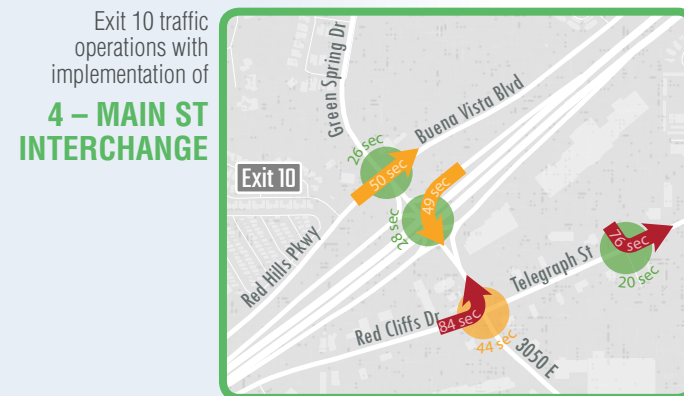 Exit 10 traffic
operations with
implementation of
4 – MAIN ST
INTERCHANGE
Green Spring Dr
Buena Vista Blvd
26 sec
50 sec
Exit 10
49 sec
28 sec
Red Hills Pkwy
76 sec
Telegraph St
20 sec
Red Cliffs Dr
84 sec
44 sec
3050 E